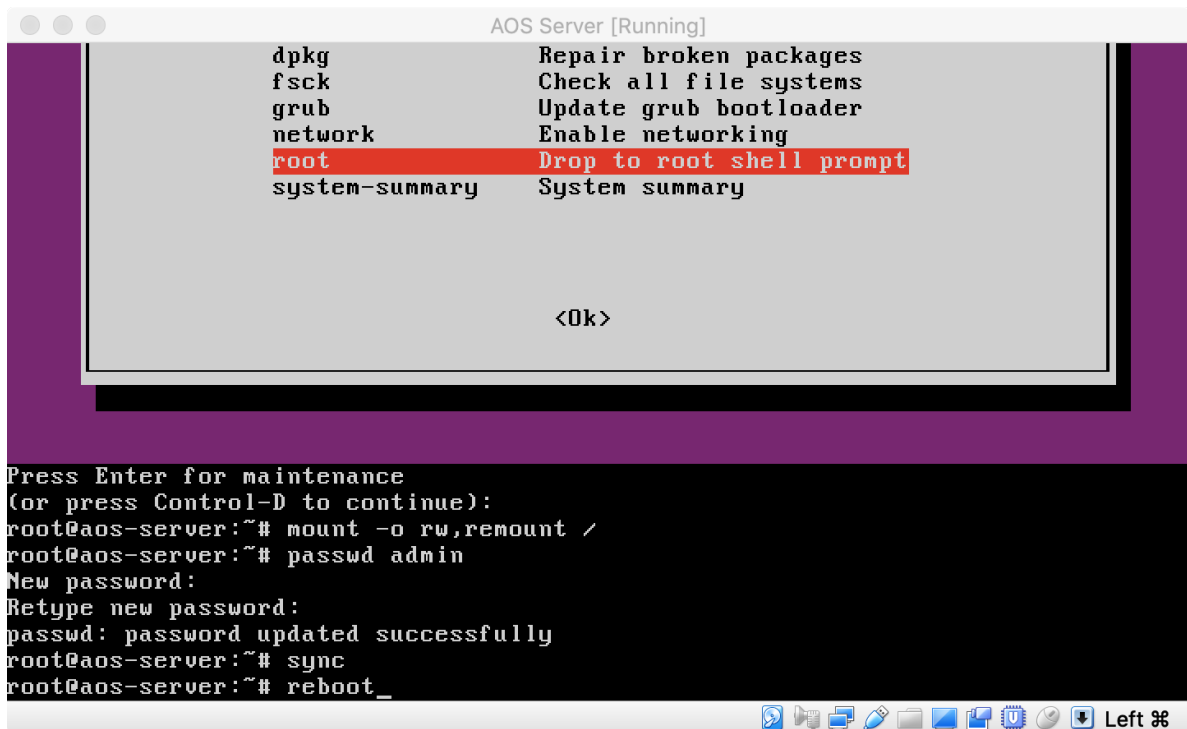 AOS Server [Running]
dpkg Repair broken packages
fsck Check all file systems
grub Update grub bootloader
network Enable networking
root Drop to root shell prompt
system-summary System summary
<Ok>
Press Enter for maintenance
(or press Control-D to continue):
root@aos-server:~# mount -o rw,remount /
root@aos-server:~# passwd admin
New password:
Retype new password:
passwd: password updated successfully
root@aos-server:~# sync
root@aos-server:~# reboot_
Left ⌘